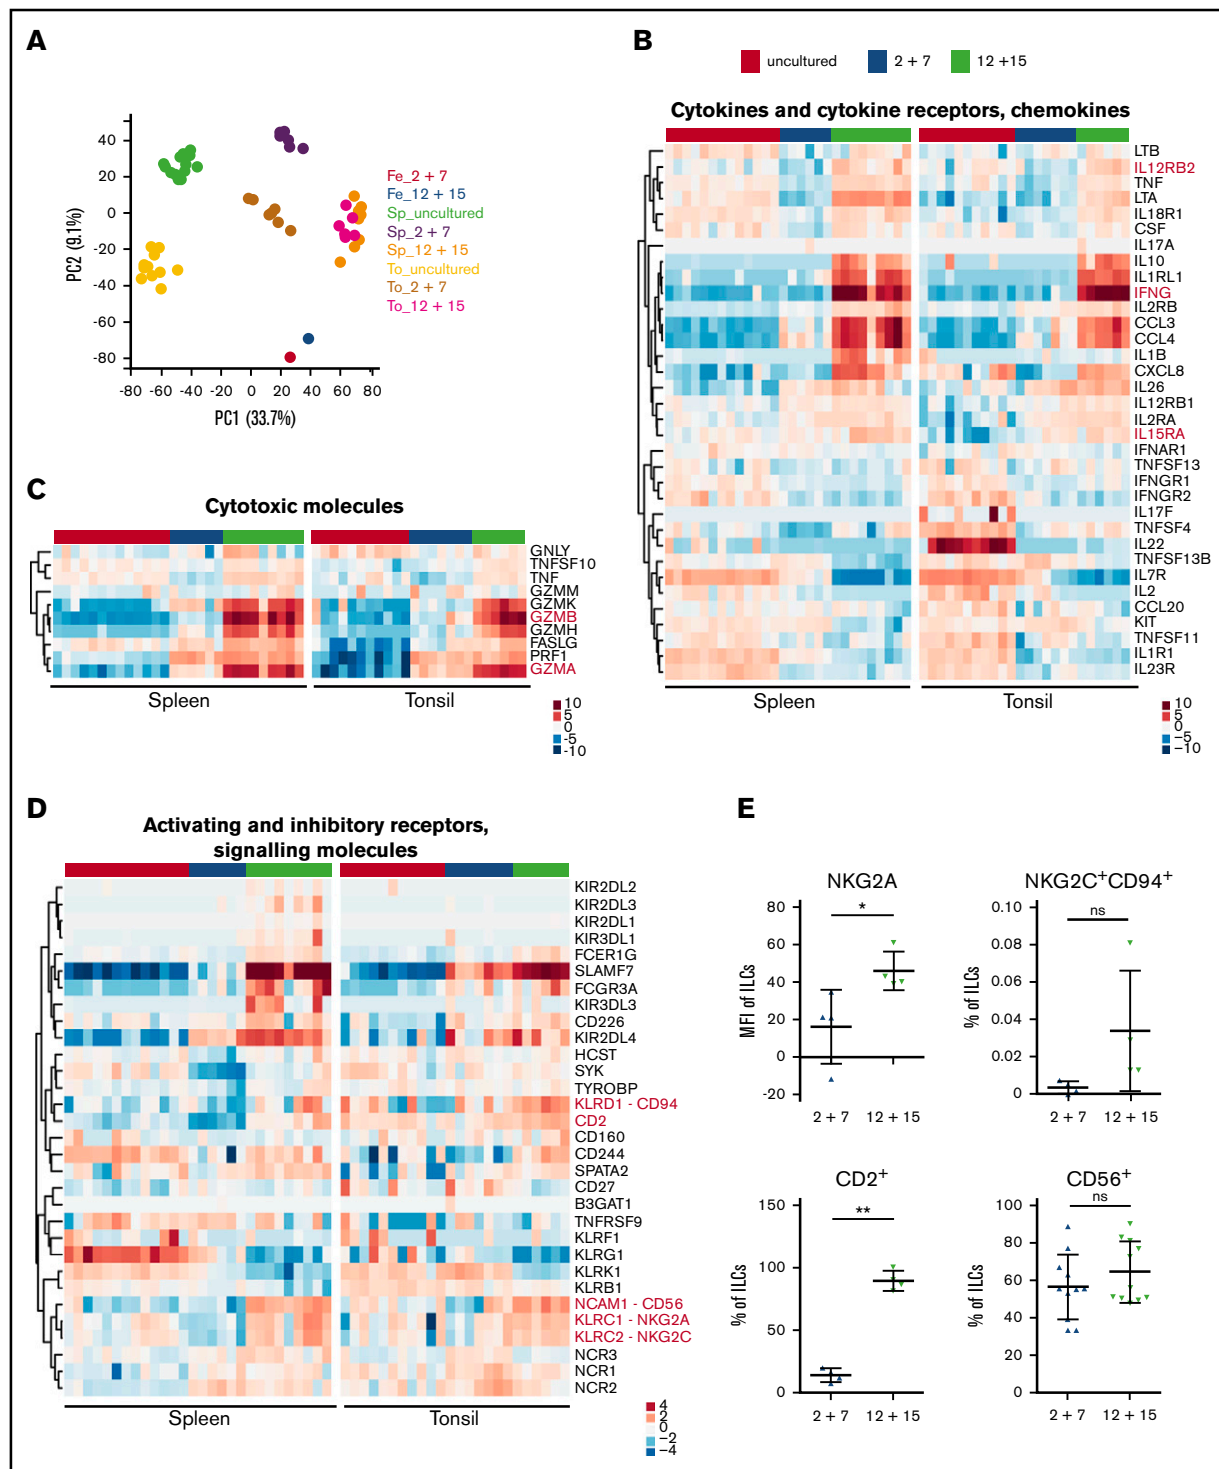 A
40
20
0
-20
-40
-60
-80
PC2 (9.1%)
-80 -60 -40 -20 0 20 40 60 80
PC1 (33.7%)
Fe_2 + 7
Fe_12 + 15
Sp_uncultured
Sp_2 + 7
Sp_12 + 15
To_uncultured
To_2 + 7
To_12 + 15
B
uncultured 2 + 7 12 +15
Cytokines and cytokine receptors, chemokines
LTB
IL12RB2
TNF
LTA
IL18R1
CSF
IL17A
IL10
IL1RL1
IFNG
IL2RB
CCL3
CCL4
IL1B
CXCL8
IL26
IL12RB1
IL2RA
IL15RA
IFNAR1
TNFSF13
IFNGR1
IFNGR2
IL17F
TNFSF4
IL22
TNFSF13B
IL7R
IL2
CCL20
KIT
TNFSF11
IL1R1
IL23R
Spleen Tonsil
10
5
0
−5
−10
C
Cytotoxic molecules
GNLY
TNFSF10
TNF
GZMM
GZMK
GZMB
GZMH
FASLG
PRF1
GZMA
Spleen Tonsil
10
5
0
-5
-10
D
Activating and inhibitory receptors,
signalling molecules
KIR2DL2
KIR2DL3
KIR2DL1
KIR3DL1
FCER1G
SLAMF7
FCGR3A
KIR3DL3
CD226
KIR2DL4
HCST
SYK
TYROBP
KLRD1 - CD94
CD2
CD160
CD244
SPATA2
CD27
B3GAT1
TNFRSF9
KLRF1
KLRG1
KLRK1
KLRB1
NCAM1 - CD56
KLRC1 - NKG2A
KLRC2 - NKG2C
NCR3
NCR1
NCR2
Spleen Tonsil
4
2
0
−2
−4
E
NKG2A
80
60
40
20
0
-20
MFI of ILCs
*
2 + 7 12 + 15
NKG2C+CD94+
0.10
0.08
0.06
0.04
0.02
0
% of ILCs
ns
2 + 7 12 + 15
CD2+
150
100
50
0
% of ILCs
**
2 + 7 12 + 15
CD56+
100
80
60
40
20
0
% of ILCs
ns
2 + 7 12 + 15